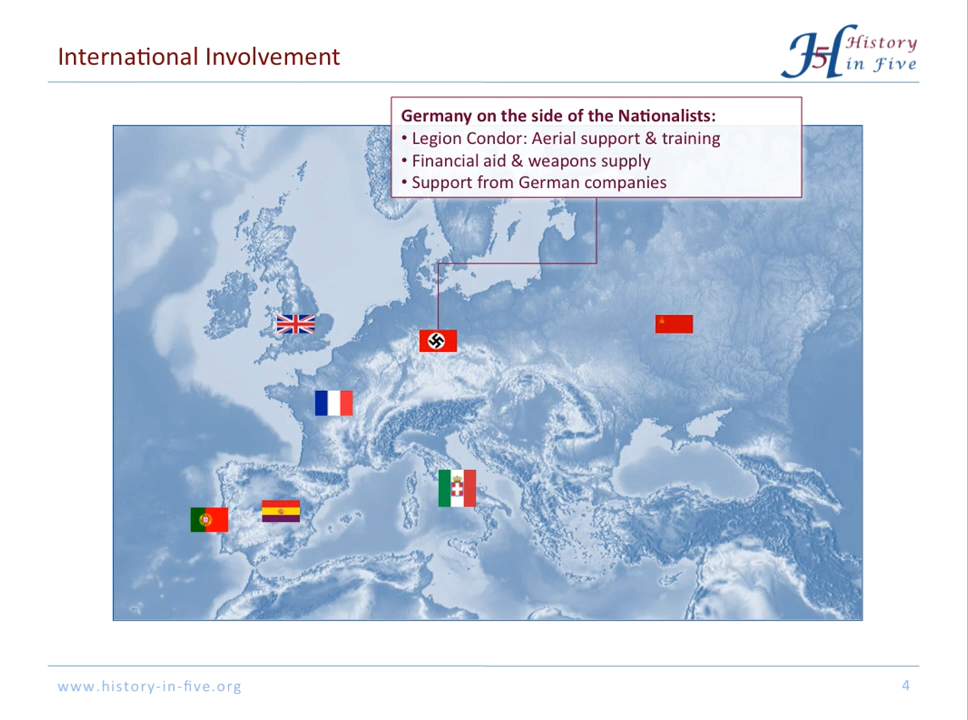 International Involvement
H5 History
in Five
Germany on the side of the Nationalists:
• Legion Condor: Aerial support & training
• Financial aid & weapons supply
• Support from German companies
www.history-in-five.org
4